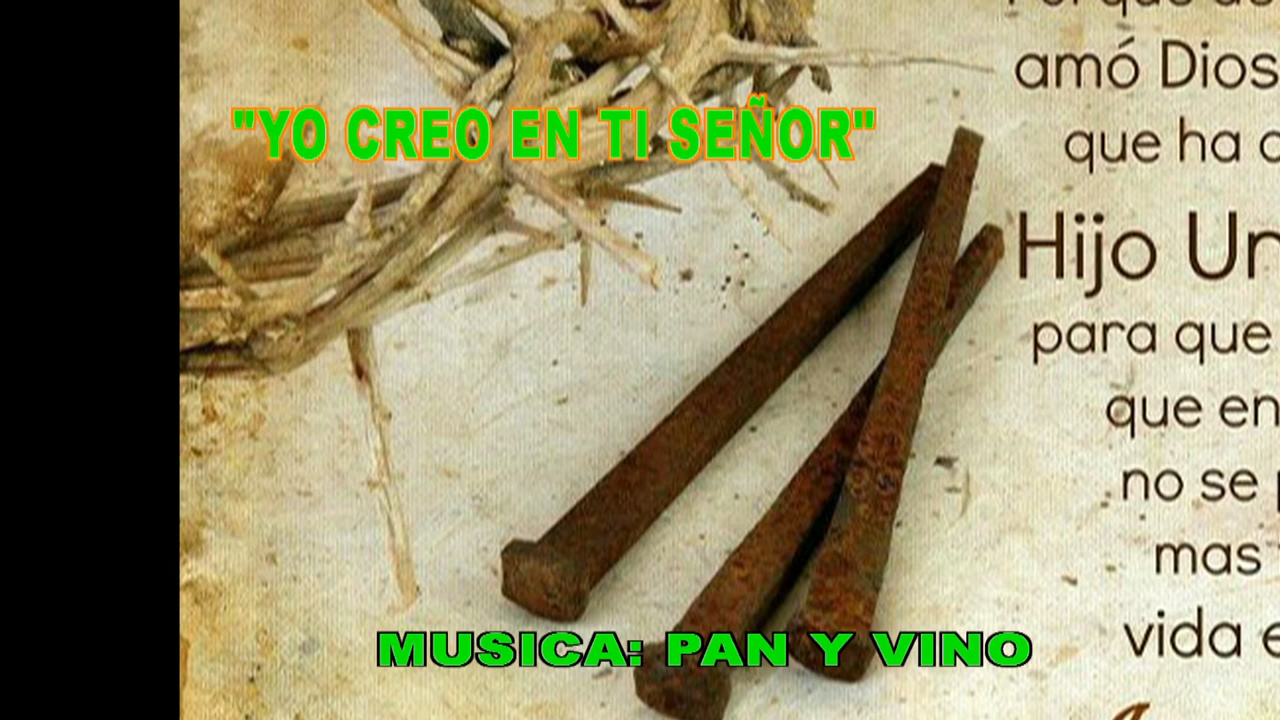 amó Dios
"YO CREO EN TI SEÑOR"
que ha
Hijo
para que
que en
no se
mas
vida
MUSICA: PAN Y VINO